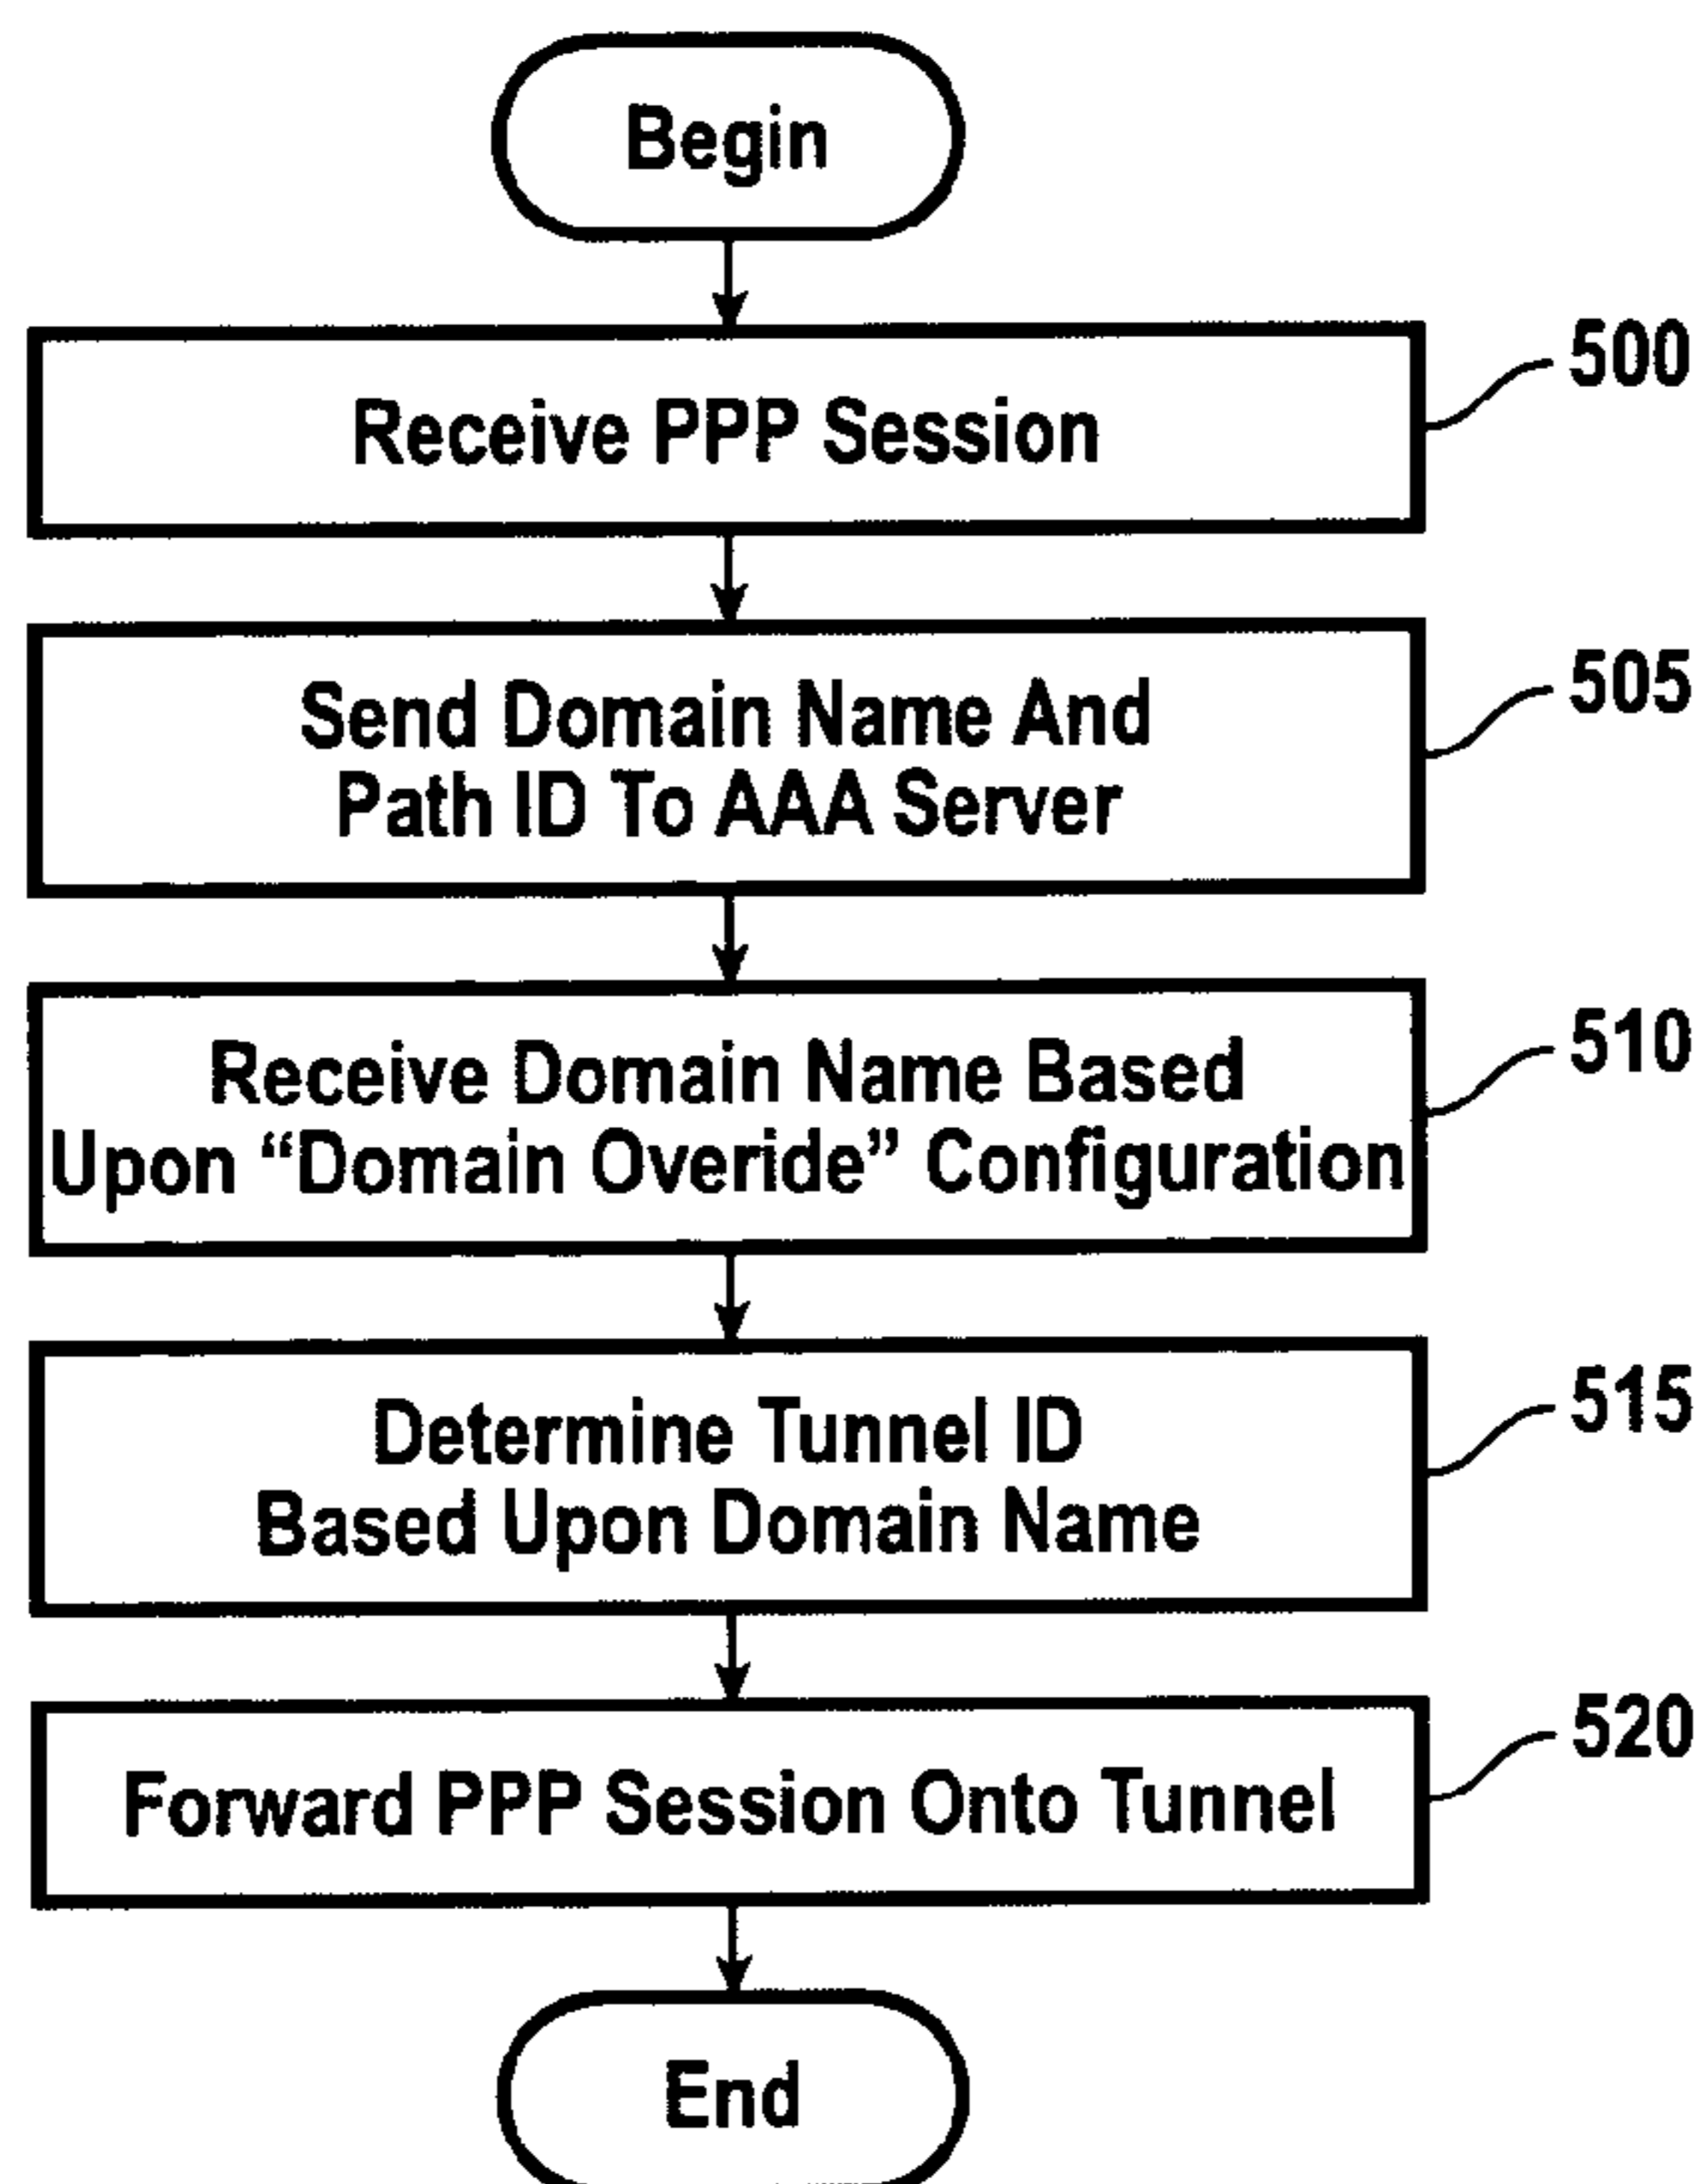 Begin
Receive PPP Session
500
Send Domain Name And
Path ID To AAA Server
505
Receive Domain Name Based
Upon “Domain Overide” Configuration
510
Determine Tunnel ID
Based Upon Domain Name
515
Forward PPP Session Onto Tunnel
520
End